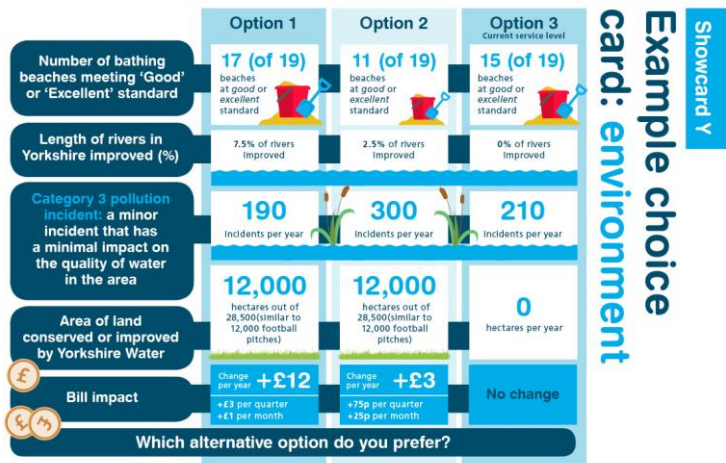 Showcard Y
Example choice
card: environment
Option 1
Option 2
Option 3
Current service level
Number of bathing
beaches meeting ‘Good’
or ‘Excellent’ standard
17 (of 19)
beaches
at good or
excellent
standard
11 (of 19)
beaches
at good or
excellent
standard
15 (of 19)
beaches
at good or
excellent
standard
Length of rivers in
Yorkshire improved (%)
7.5% of rivers
Improved
2.5% of rivers
Improved
0% of rivers
Improved
Category 3 pollution
incident: a minor
incident that has
a minimal impact on
the quality of water
in the area
190
Incidents per year
300
Incidents per year
210
Incidents per year
Area of land
conserved or improved
by Yorkshire Water
12,000
hectares out of
28,500(similar to
12,000 football
pitches)
12,000
hectares out of
28,500(similar to
12,000 football
pitches)
0
hectares per year
£
££
Bill impact
Change
per year +£12
+£3 per quarter
+£1 per month
Change
per year +£3
+75p per quarter
+25p per month
No change
Which alternative option do you prefer?